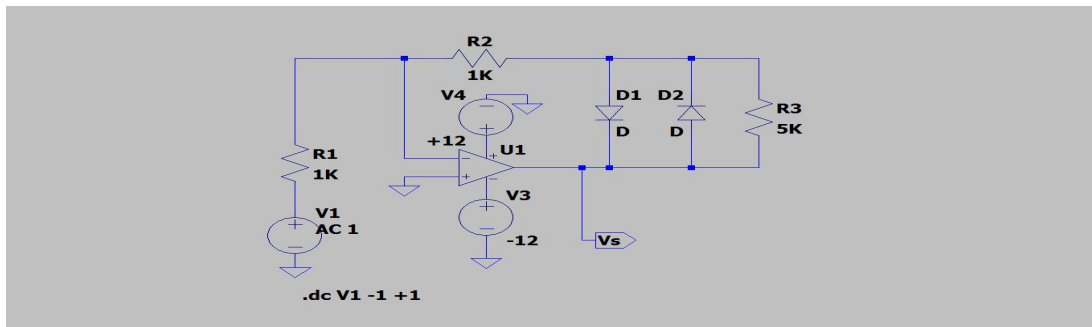 R2
1K
V4
D1
D2
R3
D
D
5K
+12
U1
R1
1K
V3
V1
AC 1
-12
Vs
.dc V1 -1 +1